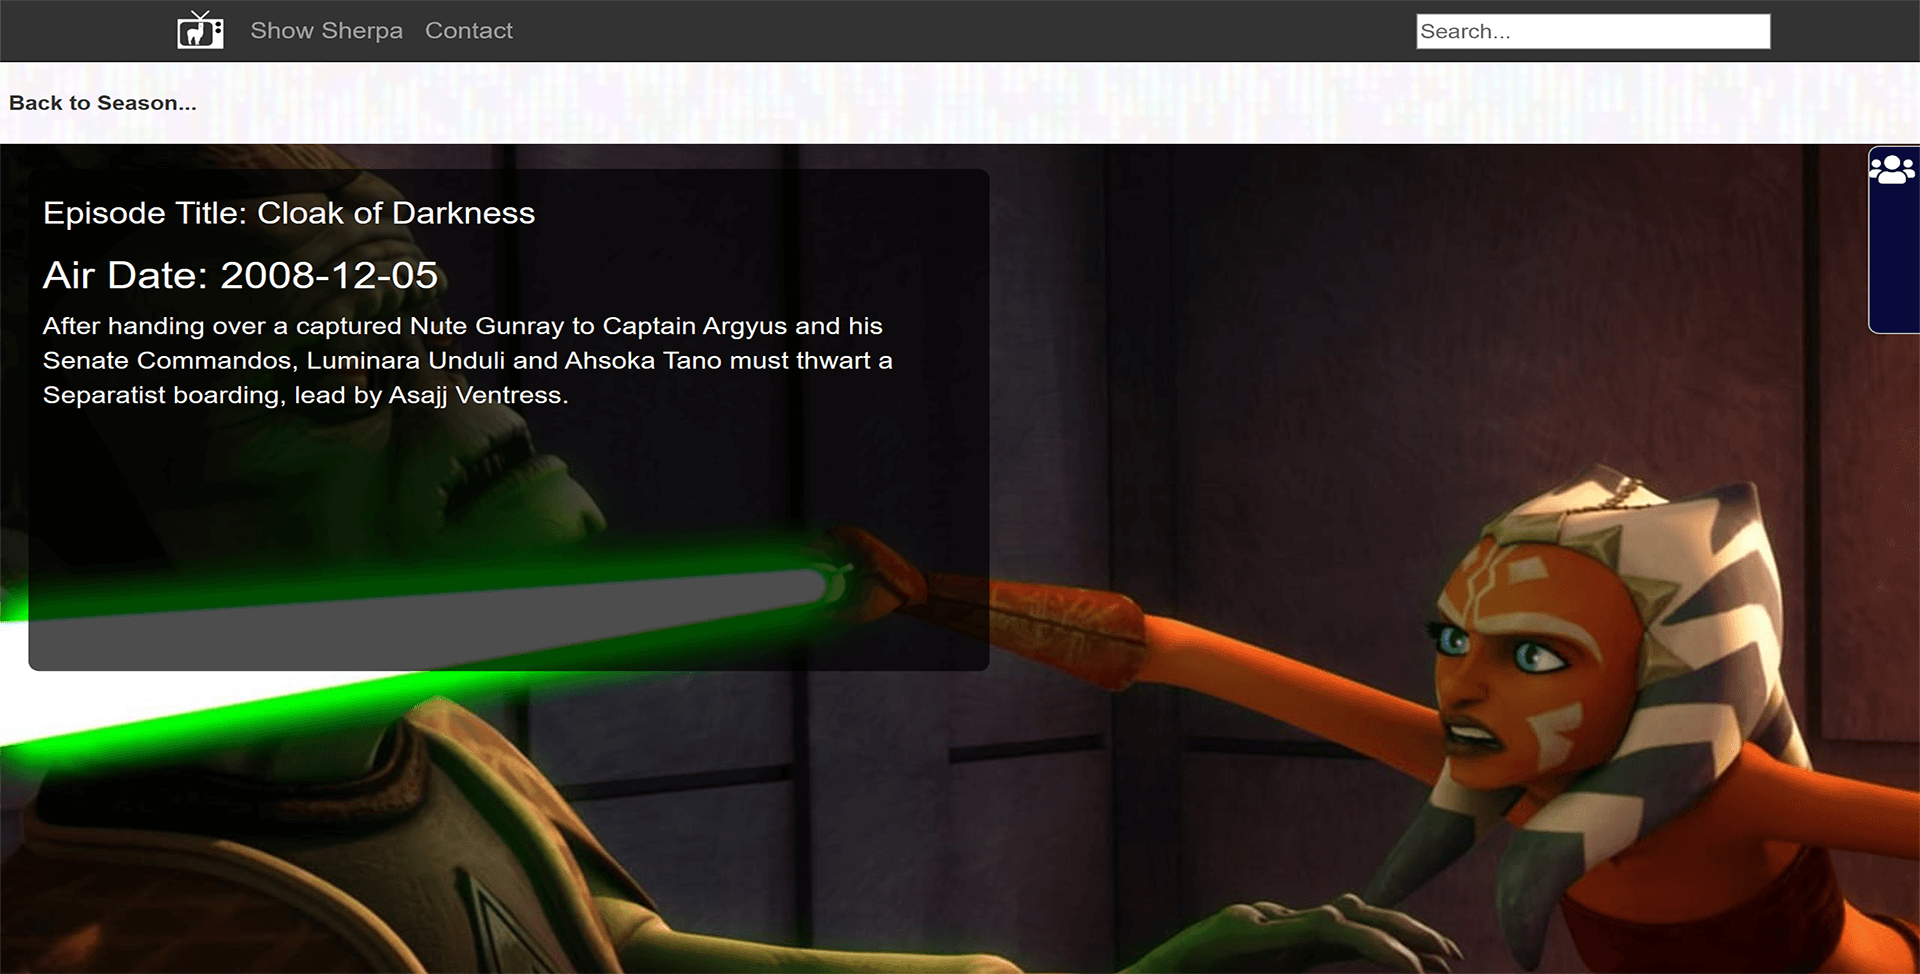 Show Sherpa Contact Search...
Back to Season...
Episode Title: Cloak of Darkness
Air Date: 2008-12-05
After handing over a captured Nute Gunray to Captain Argyus and his
Senate Commandos, Luminara Unduli and Ahsoka Tano must thwart a
Separatist boarding, lead by Asajj Ventress.